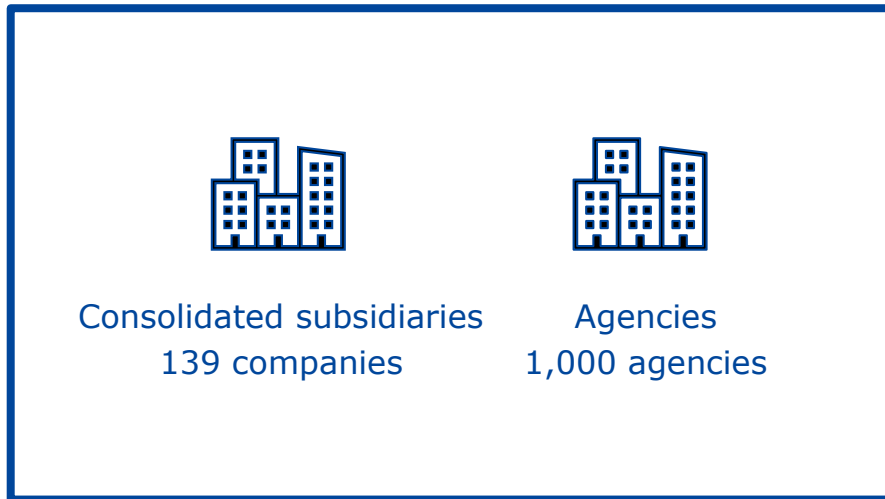 Consolidated subsidiaries
139 companies
Agencies
1,000 agencies